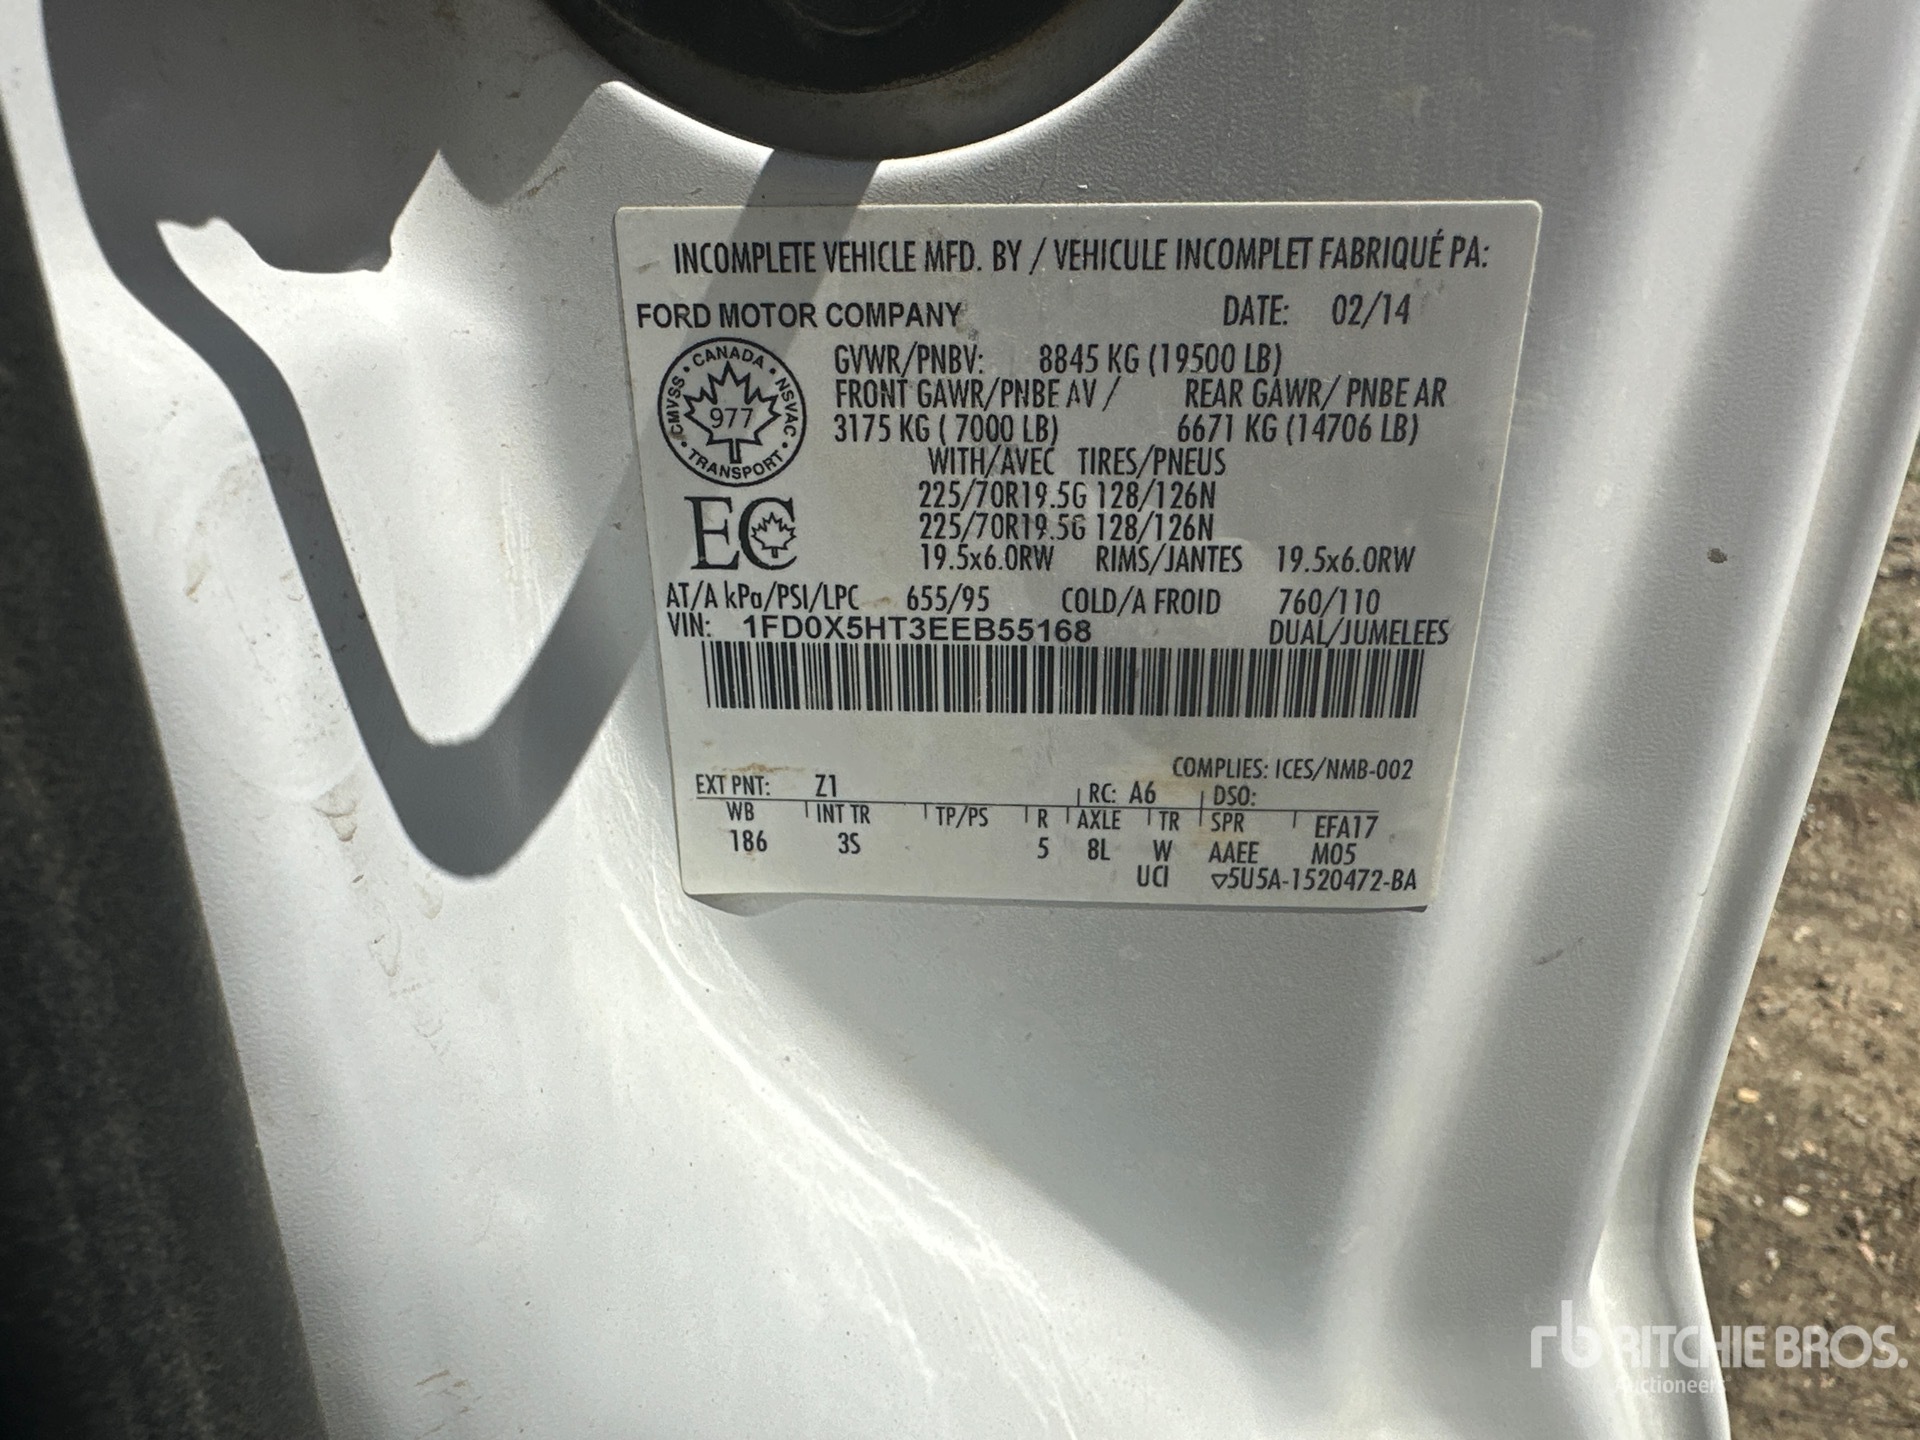 INCOMPLETE VEHICLE MFD. BY / VEHICULE INCOMPLET FABRIQUÉ PA:
FORD MOTOR COMPANY DATE: 02/14
CANADA · NSVAC · TRANSPORT · CMVSS ·
977
GVWR/PNBV: 8845 KG (19500 LB)
FRONT GAWR/PNBE AV / REAR GAWR/ PNBE AR
3175 KG ( 7000 LB) 6671 KG (14706 LB)
WITH/AVEC TIRES/PNEUS
225/70R19.5G 128/126N
225/70R19.5G 128/126N
EC
19.5x6.0RW RIMS/JANTES 19.5x6.0RW
AT/A kPa/PSI/LPC 655/95 COLD/A FROID 760/110
VIN: 1FD0X5HT3EEB55168 DUAL/JUMELEES
COMPLIES: ICES/NMB-002
EXT PNT: Z1 RC: A6 DSO:
WB INT TR TP/PS R AXLE TR SPR EFA17
186 3S 5 8L W AAEE M05
UCI ▽5U5A-1520472-BA
rb RITCHIE BROS.
Auctioneers